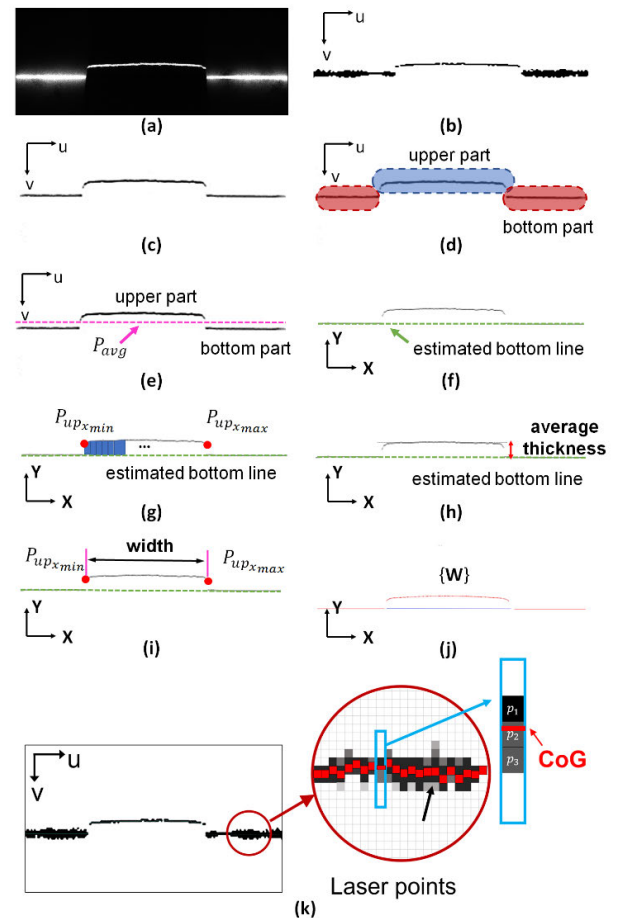 u
v
(a)
u
v
(b)
u
v
(c)
u
v
upper part
bottom part
(d)
u
v
upper part
P_avg
bottom part
(e)
Y
X
estimated bottom line
(f)
P_up_xmin
...
P_up_xmax
estimated bottom line
Y
X
(g)
average
thickness
estimated bottom line
Y
X
(h)
P_up_xmin
width
P_up_xmax
Y
X
(i)
{W}
Y
X
(j)
u
v
p1
p2
p3
CoG
Laser points
(k)